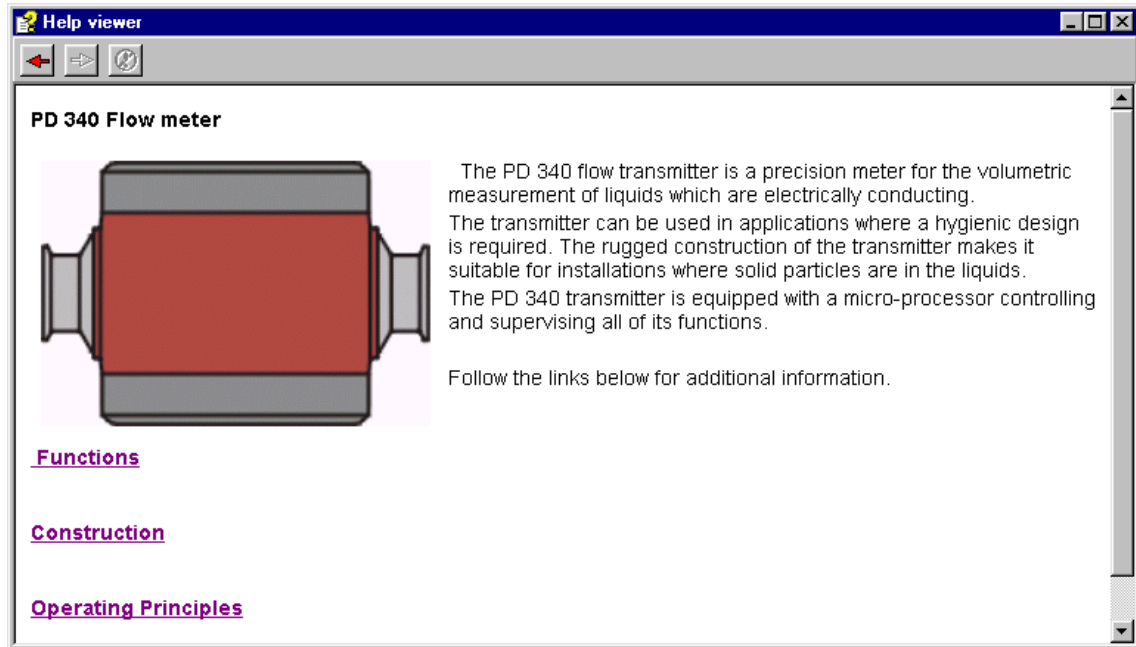 Help viewer
PD 340 Flow meter
The PD 340 flow transmitter is a precision meter for the volumetric
measurement of liquids which are electrically conducting.
The transmitter can be used in applications where a hygienic design
is required. The rugged construction of the transmitter makes it
suitable for installations where solid particles are in the liquids.
The PD 340 transmitter is equipped with a micro-processor controlling
and supervising all of its functions.
Follow the links below for additional information.
Functions
Construction
Operating Principles